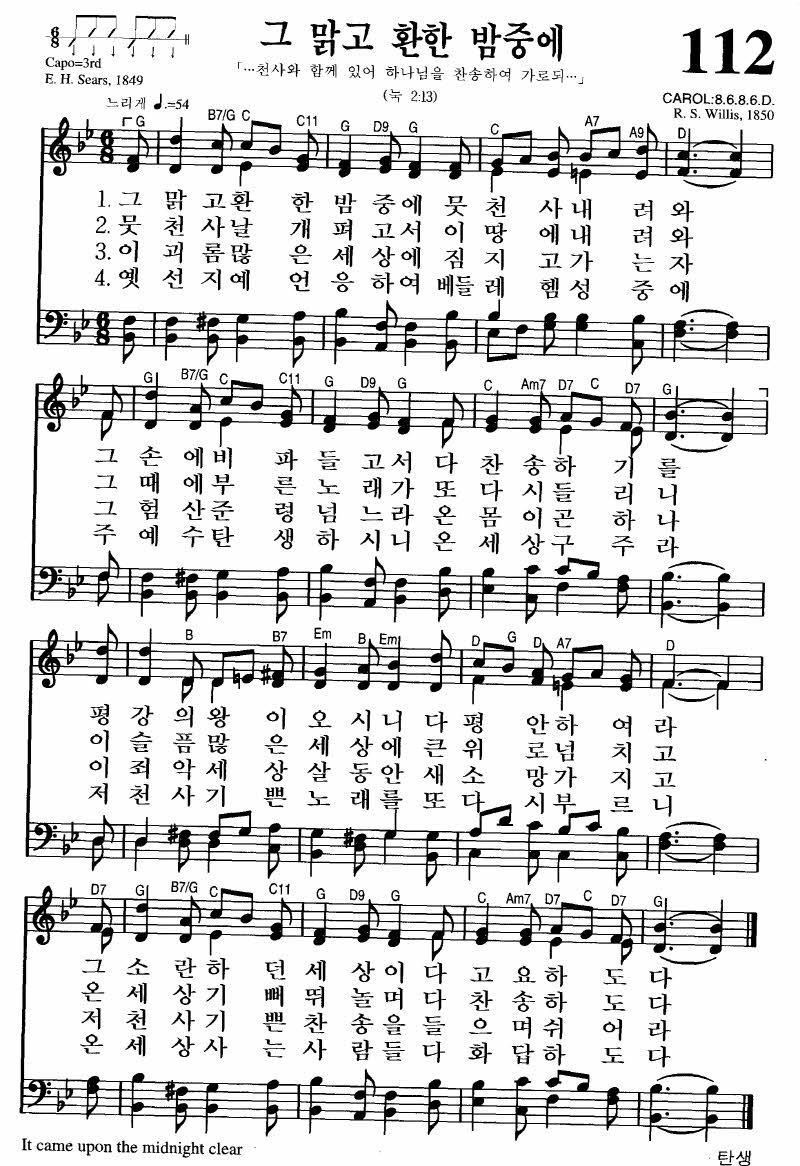 그 맑고 환한 밤중에
112
「…천사와 함께 있어 하나님을 찬송하여 가로되…」
(눅 2:13)
6/8
Capo=3rd
E. H. Sears, 1849
느리게 ♩.=54
CAROL:8.6.8.6.D.
R. S. Willis, 1850
G B7/G C C11 G D9 G C A7 A9 D
1. 그 맑 고 환 한 밤 중 에 뭇 천 사 내 려 와
2. 뭇 천 사 날 개 펴 고 서 이 땅 에 내 려 와
3. 이 괴 롬 많 은 세 상 에 짐 지 고 가 는 자
4. 옛 선 지 예 언 응 하 여 베들 레 헴 성 중 에
G B7/G C C11 G D9 G C Am7 D7 C D7 G
그 손 에 비 파 들 고 서 다 찬 송 하 기 를
그 때 에 부 른 노 래 가 또 다 시 들 리 니
그 험 산 준 령 넘 느 라 온 몸 이 곤 하 나
주 예 수 탄 생 하 시 니 온 세 상 구 주 라
B B7 Em B Em D G D A7 D
평 강 의 왕 이 오 시 니 다 평 안 하 여 라
이 슬 픔 많 은 세 상 에 큰 위 로 넘 치 고
이 죄 악 세 상 살 동 안 새 소 망 가 지 고
저 천 사 기 쁜 노 래 를 또 다 시 부 르 니
D7 G B7/G C C11 G D9 G C Am7 D7 C D7 G
그 소 란 하 던 세 상 이 다 고 요 하 도 다
온 세 상 기 뻐 뛰 놀 며 다 찬 송 하 도 다
저 천 사 기 쁜 찬 송 을 들 으 며 쉬 어 라
온 세 상 사 는 사 람 들 다 화 답 하 도 다
It came upon the midnight clear
탄생